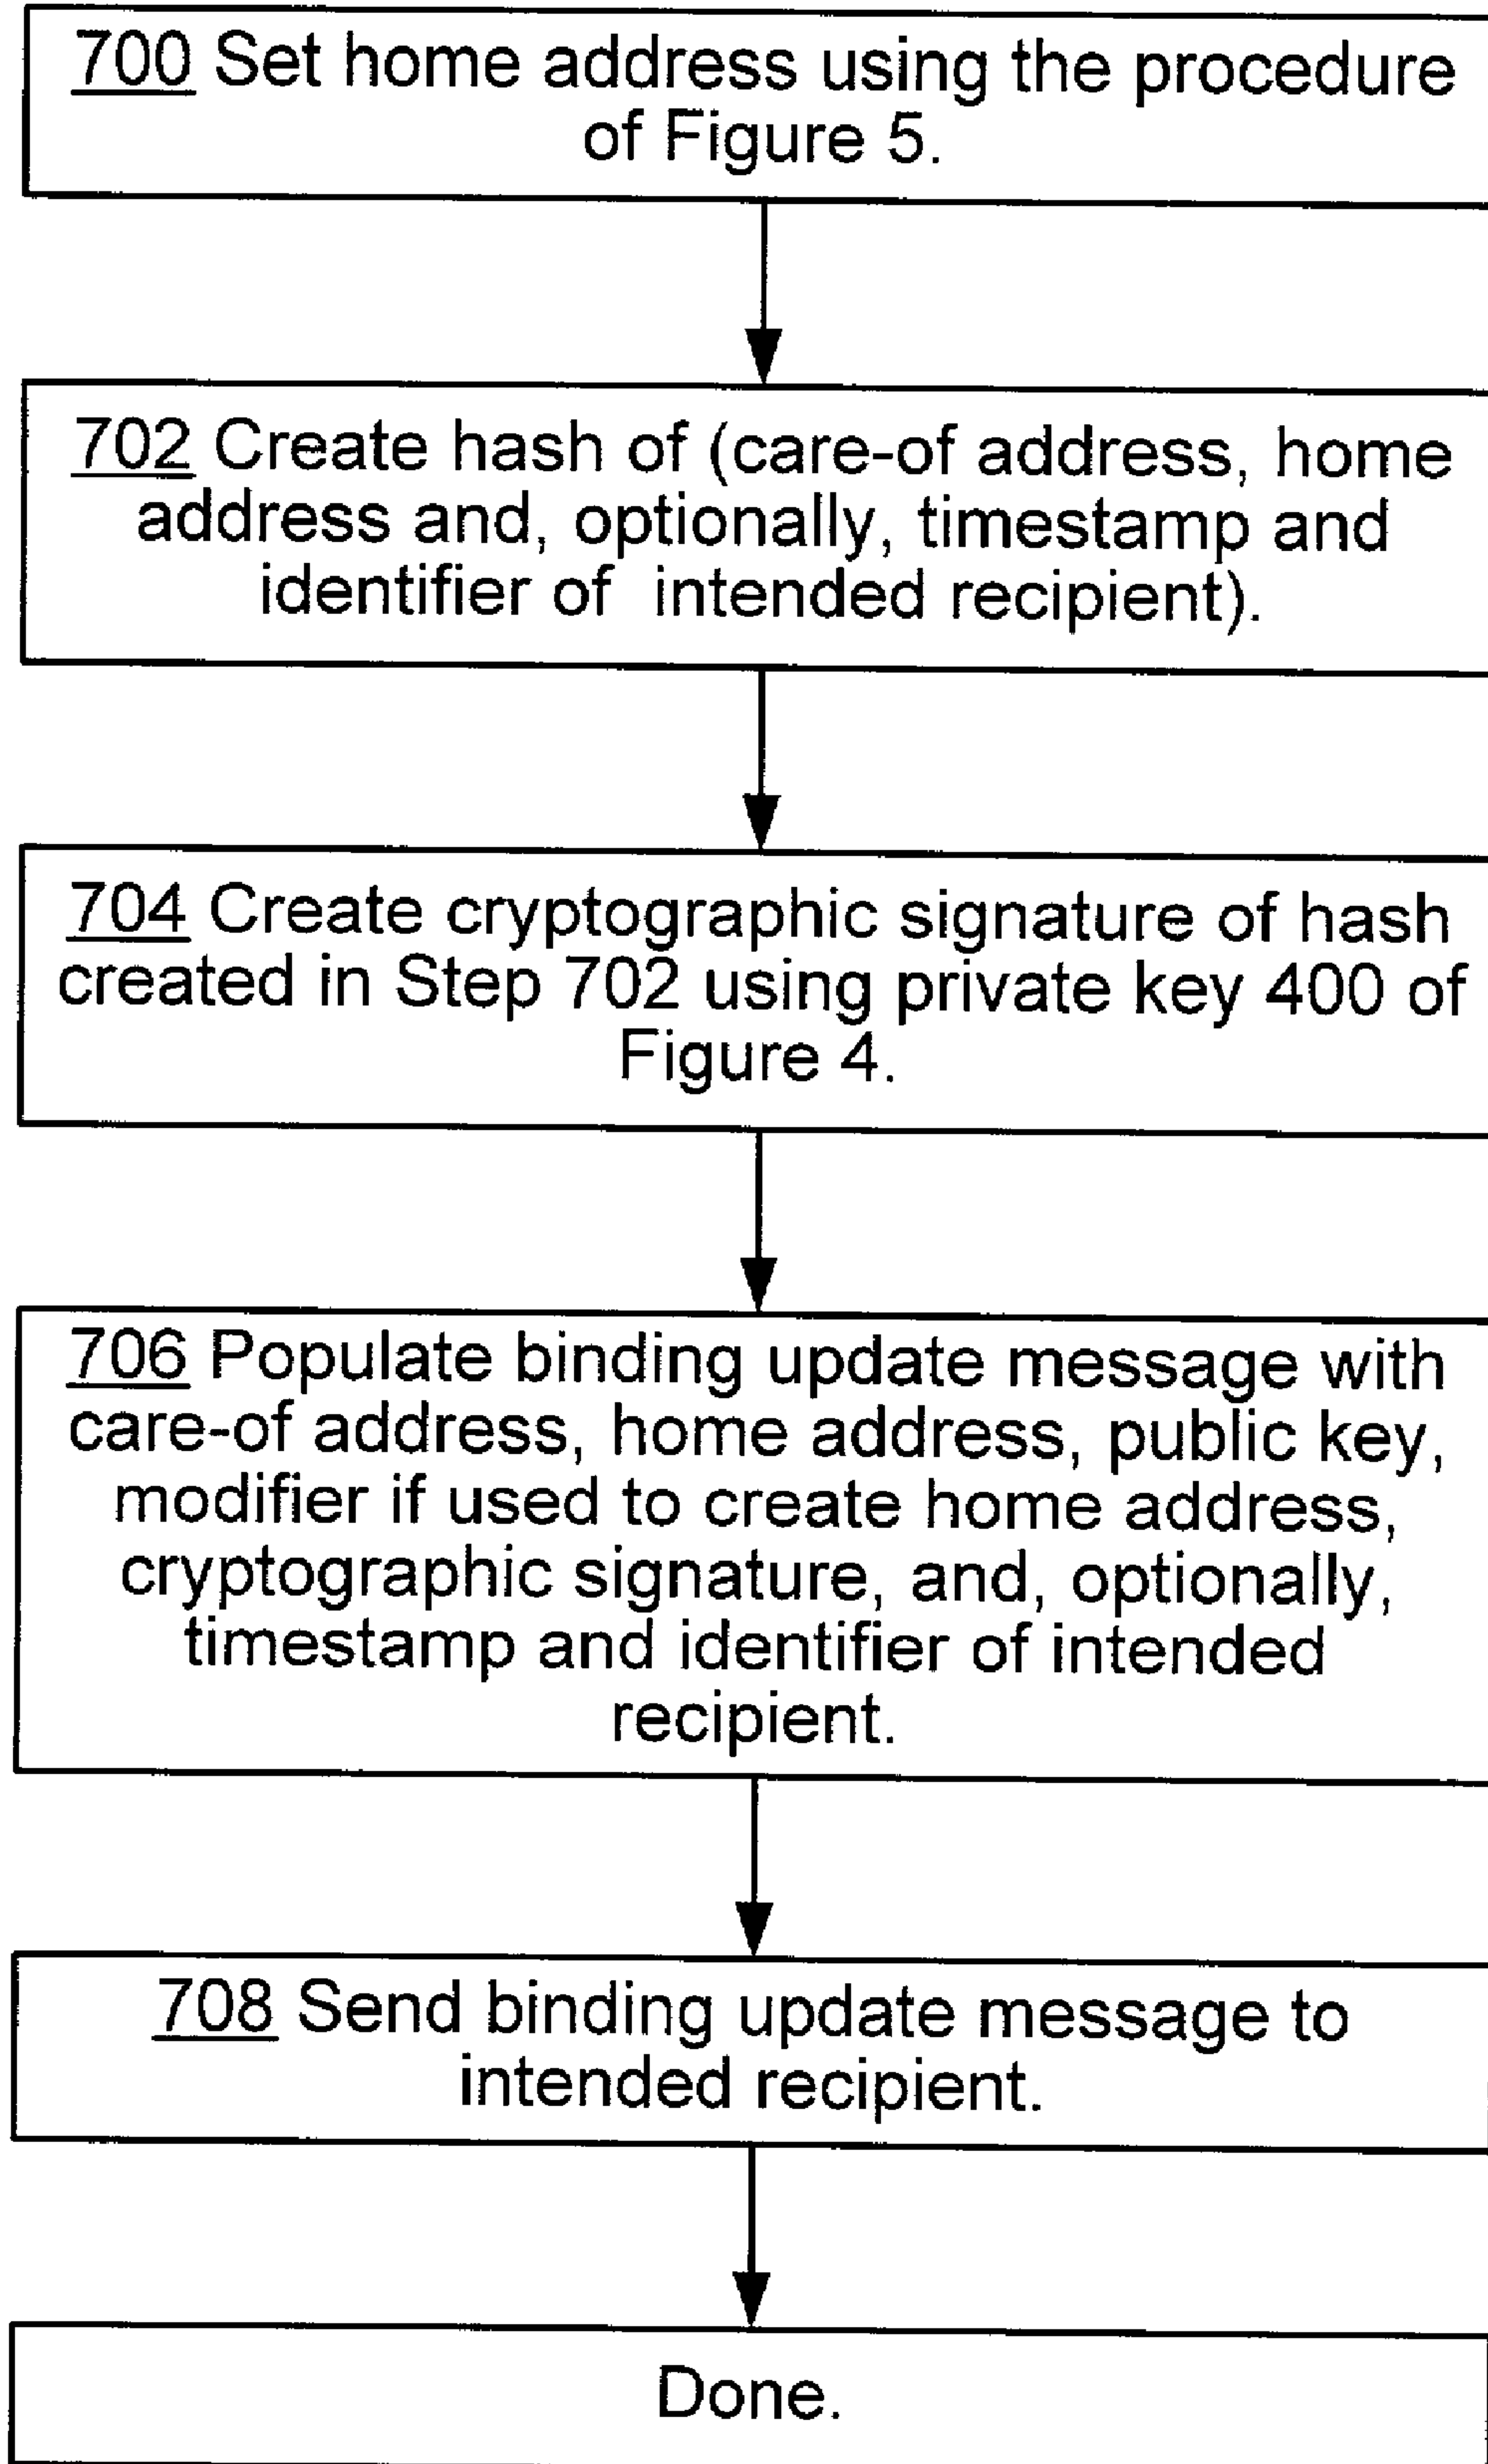 700 Set home address using the procedure
of Figure 5.
702 Create hash of (care-of address, home
address and, optionally, timestamp and
identifier of intended recipient).
704 Create cryptographic signature of hash
created in Step 702 using private key 400 of
Figure 4.
706 Populate binding update message with
care-of address, home address, public key,
modifier if used to create home address,
cryptographic signature, and, optionally,
timestamp and identifier of intended
recipient.
708 Send binding update message to
intended recipient.
Done.